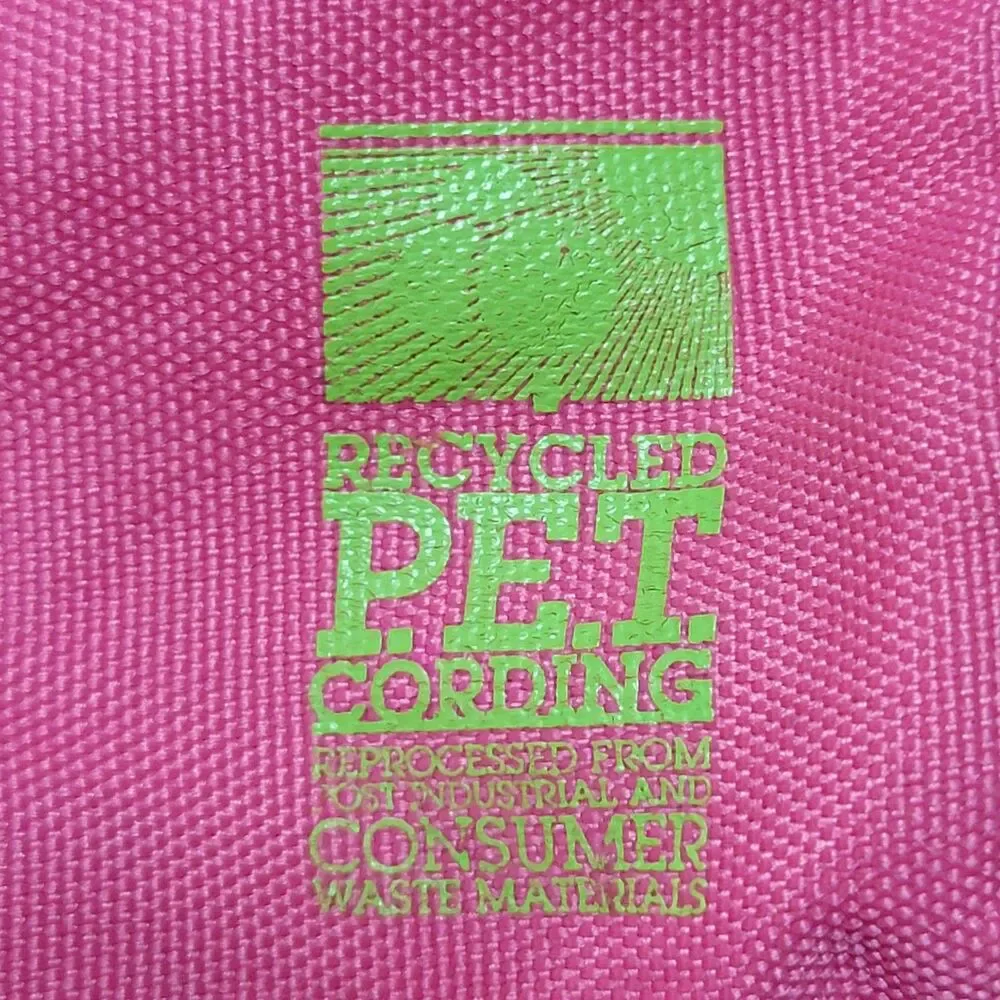 RECYCLED
P.E.T.
CORDING
REPROCESSED FROM
POST INDUSTRIAL AND
CONSUMER
WASTE MATERIALS